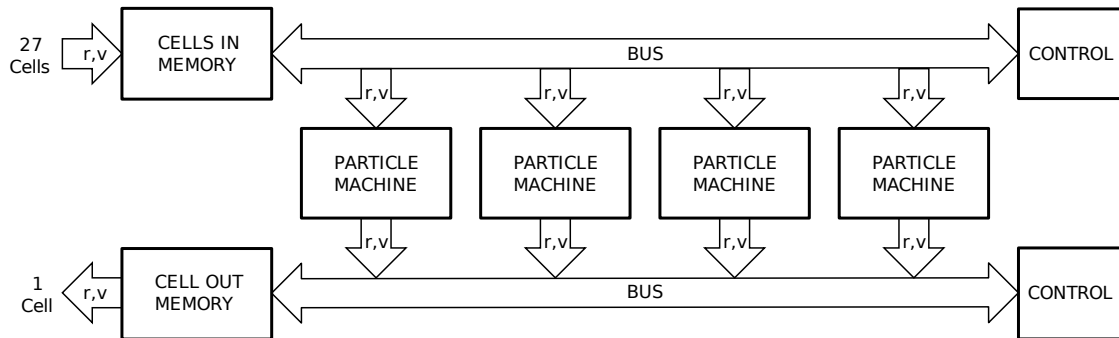 27
Cells
r,v
CELLS IN
MEMORY
BUS
CONTROL
r,v
r,v
r,v
r,v
PARTICLE
MACHINE
PARTICLE
MACHINE
PARTICLE
MACHINE
PARTICLE
MACHINE
r,v
r,v
r,v
r,v
1
Cell
r,v
CELL OUT
MEMORY
BUS
CONTROL